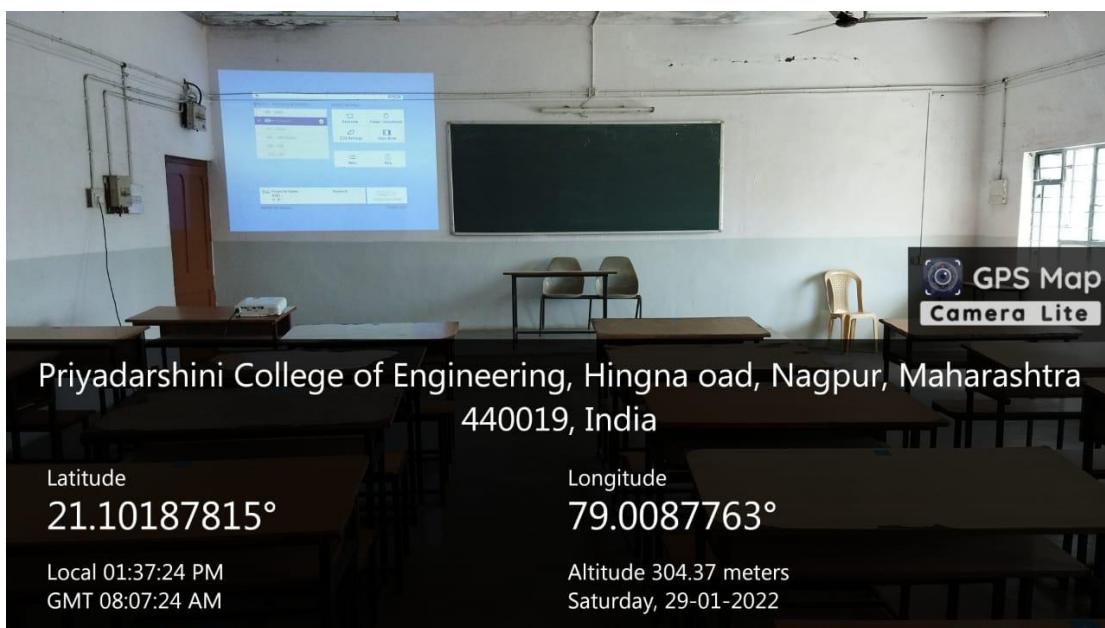 EPSON
GPS Map
Camera Lite
Priyadarshini College of Engineering, Hingna oad, Nagpur, Maharashtra
440019, India
Latitude
21.10187815°
Longitude
79.0087763°
Local 01:37:24 PM
GMT 08:07:24 AM
Altitude 304.37 meters
Saturday, 29-01-2022